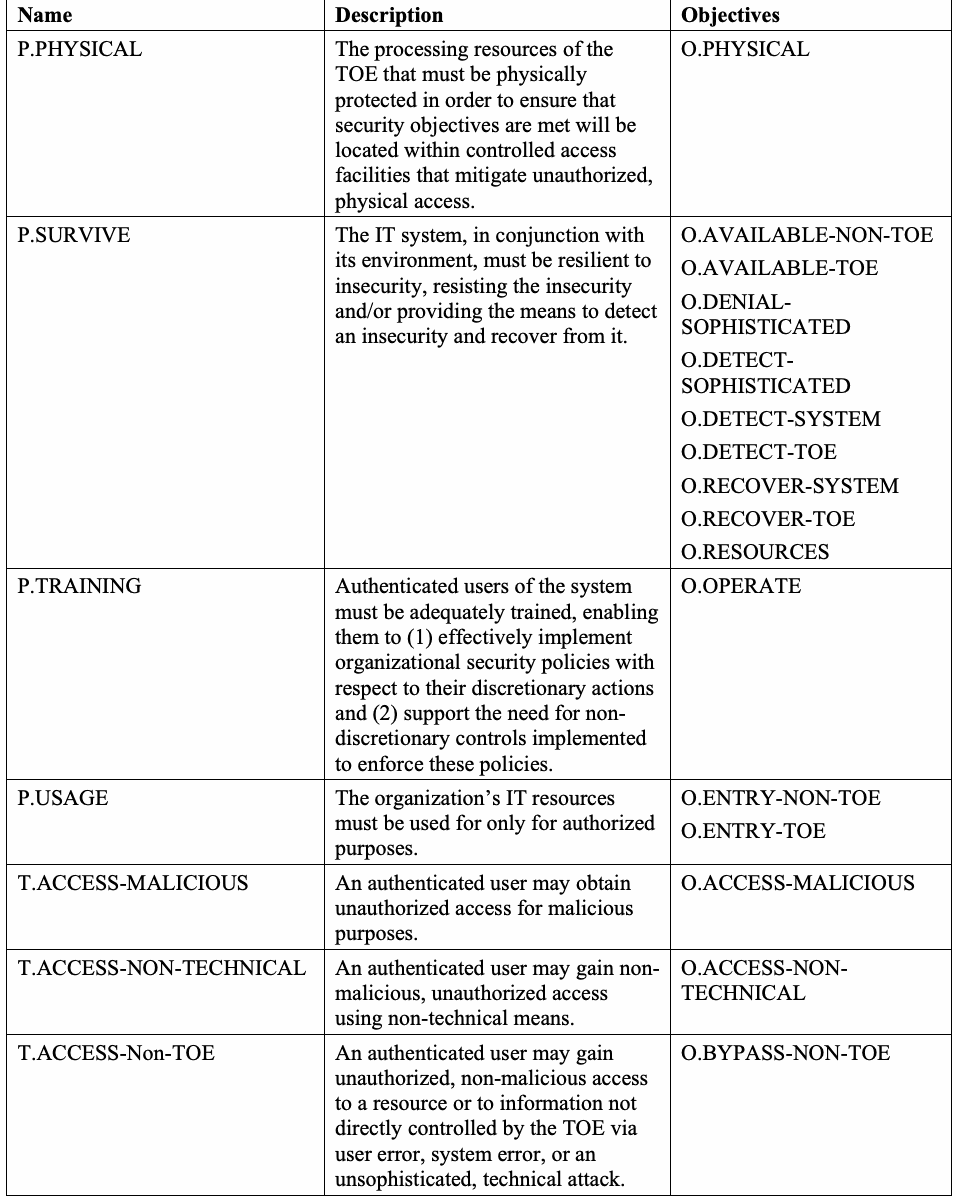 Name Description Objectives
P.PHYSICAL The processing resources of the O.PHYSICAL
TOE that must be physically
protected in order to ensure that
security objectives are met will be
located within controlled access
facilities that mitigate unauthorized,
physical access.
P.SURVIVE The IT system, in conjunction with O.AVAILABLE-NON-TOE
its environment, must be resilient to O.AVAILABLE-TOE
insecurity, resisting the insecurity O.DENIAL-
and/or providing the means to detect SOPHISTICATED
an insecurity and recover from it.
O.DETECT-
SOPHISTICATED
O.DETECT-SYSTEM
O.DETECT-TOE
O.RECOVER-SYSTEM
O.RECOVER-TOE
O.RESOURCES
P.TRAINING Authenticated users of the system O.OPERATE
must be adequately trained, enabling
them to (1) effectively implement
organizational security policies with
respect to their discretionary actions
and (2) support the need for non-
discretionary controls implemented
to enforce these policies.
P.USAGE The organization’s IT resources O.ENTRY-NON-TOE
must be used for only for authorized O.ENTRY-TOE
purposes.
T.ACCESS-MALICIOUS An authenticated user may obtain O.ACCESS-MALICIOUS
unauthorized access for malicious
purposes.
T.ACCESS-NON-TECHNICAL An authenticated user may gain non- O.ACCESS-NON-
malicious, unauthorized access TECHNICAL
using non-technical means.
T.ACCESS-Non-TOE An authenticated user may gain O.BYPASS-NON-TOE
unauthorized, non-malicious access
to a resource or to information not
directly controlled by the TOE via
user error, system error, or an
unsophisticated, technical attack.